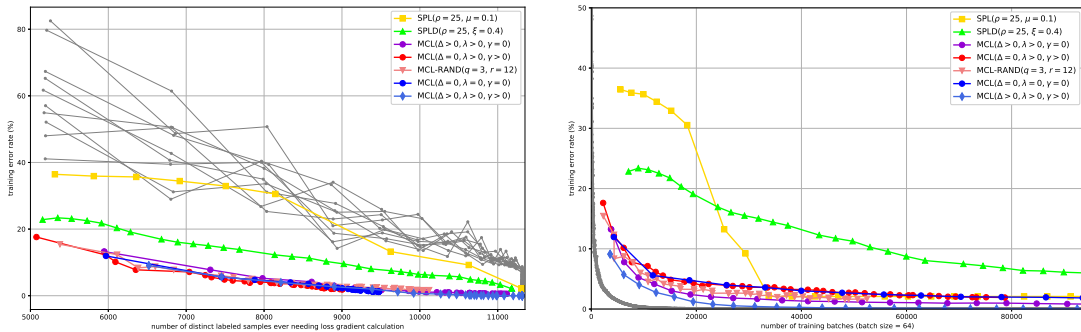 training error rate (%)
80
60
40
20
0
5000 6000 7000 8000 9000 10000 11000
number of distinct labeled samples ever needing loss gradient calculation
SPL(ρ = 25, μ = 0.1)
SPLD(ρ = 25, ξ = 0.4)
MCL(Δ > 0, λ > 0, γ = 0)
MCL(Δ = 0, λ > 0, γ > 0)
MCL-RAND(q = 3, r = 12)
MCL(Δ = 0, λ = 0, γ = 0)
MCL(Δ > 0, λ > 0, γ > 0)
training error rate (%)
50
40
30
20
10
0
0 20000 40000 60000 80000
number of training batches (batch size = 64)
SPL(ρ = 25, μ = 0.1)
SPLD(ρ = 25, ξ = 0.4)
MCL(Δ > 0, λ > 0, γ = 0)
MCL(Δ = 0, λ > 0, γ > 0)
MCL-RAND(q = 3, r = 12)
MCL(Δ = 0, λ = 0, γ = 0)
MCL(Δ > 0, λ > 0, γ > 0)